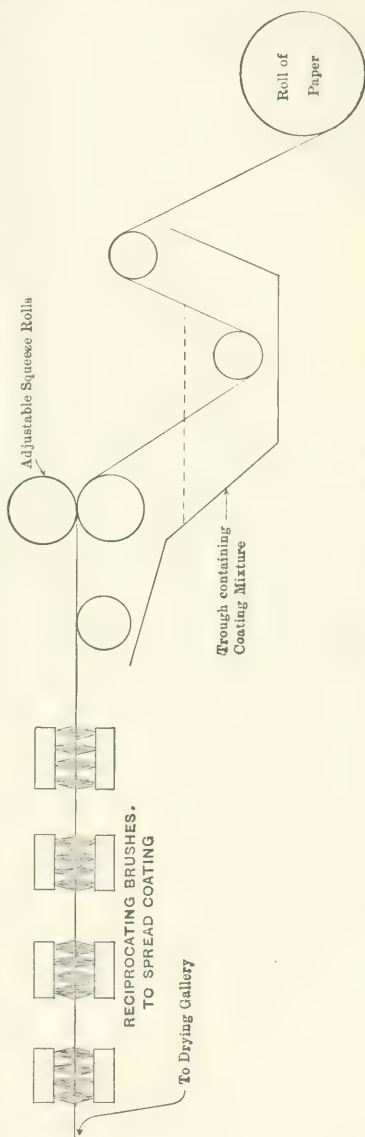 Roll of
Paper
Adjustable Squeeze Rolls
Trough containing
Coating Mixture
RECIPROCATING BRUSHES.
TO SPREAD COATING
To Drying Gallery